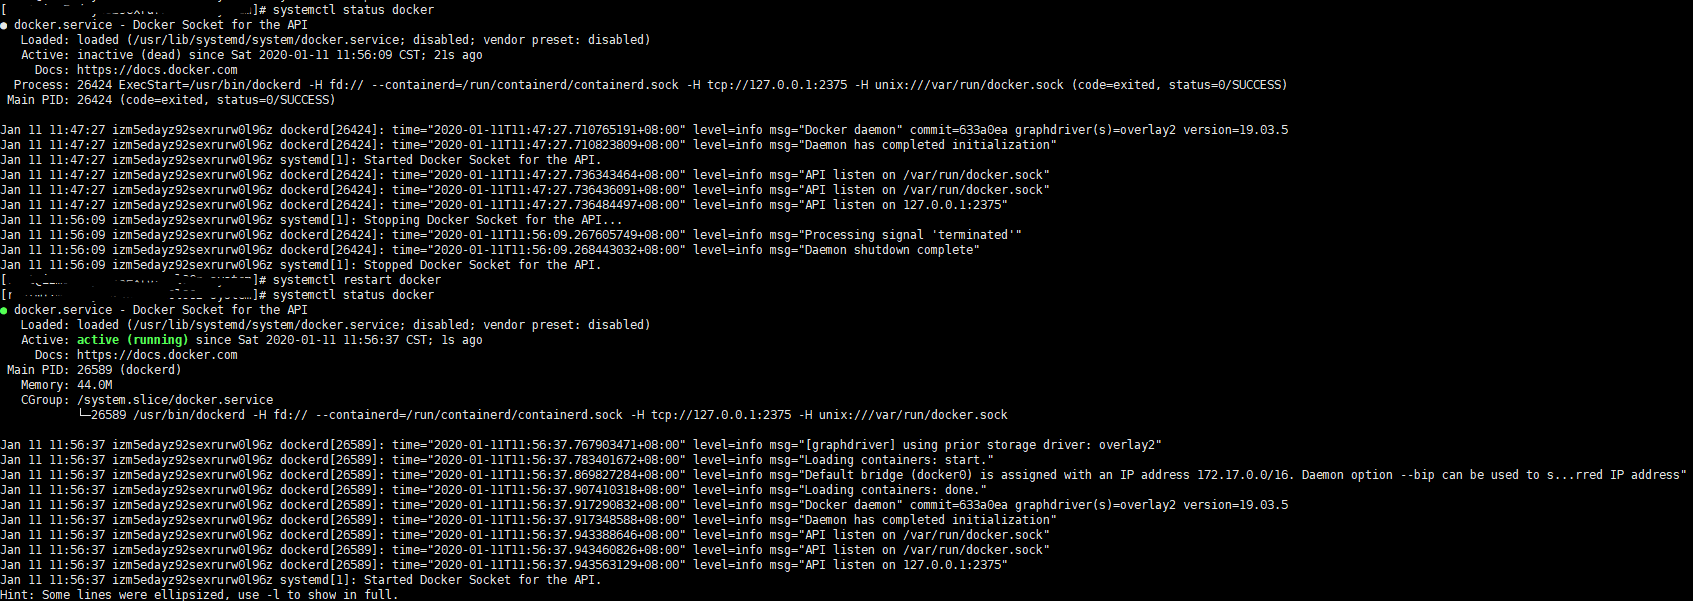 [ ]# systemctl status docker
● docker.service - Docker Socket for the API
   Loaded: loaded (/usr/lib/systemd/system/docker.service; disabled; vendor preset: disabled)
   Active: inactive (dead) since Sat 2020-01-11 11:56:09 CST; 21s ago
     Docs: https://docs.docker.com
  Process: 26424 ExecStart=/usr/bin/dockerd -H fd:// --containerd=/run/containerd/containerd.sock -H tcp://127.0.0.1:2375 -H unix:///var/run/docker.sock (code=exited, status=0/SUCCESS)
 Main PID: 26424 (code=exited, status=0/SUCCESS)

Jan 11 11:47:27 izm5edayz92sexrurw0l96z dockerd[26424]: time="2020-01-11T11:47:27.710765191+08:00" level=info msg="Docker daemon" commit=633a0ea graphdriver(s)=overlay2 version=19.03.5
Jan 11 11:47:27 izm5edayz92sexrurw0l96z dockerd[26424]: time="2020-01-11T11:47:27.710823809+08:00" level=info msg="Daemon has completed initialization"
Jan 11 11:47:27 izm5edayz92sexrurw0l96z systemd[1]: Started Docker Socket for the API.
Jan 11 11:47:27 izm5edayz92sexrurw0l96z dockerd[26424]: time="2020-01-11T11:47:27.736343464+08:00" level=info msg="API listen on /var/run/docker.sock"
Jan 11 11:47:27 izm5edayz92sexrurw0l96z dockerd[26424]: time="2020-01-11T11:47:27.736436091+08:00" level=info msg="API listen on /var/run/docker.sock"
Jan 11 11:47:27 izm5edayz92sexrurw0l96z dockerd[26424]: time="2020-01-11T11:47:27.736484497+08:00" level=info msg="API listen on 127.0.0.1:2375"
Jan 11 11:56:09 izm5edayz92sexrurw0l96z systemd[1]: Stopping Docker Socket for the API...
Jan 11 11:56:09 izm5edayz92sexrurw0l96z dockerd[26424]: time="2020-01-11T11:56:09.267605749+08:00" level=info msg="Processing signal 'terminated'"
Jan 11 11:56:09 izm5edayz92sexrurw0l96z dockerd[26424]: time="2020-01-11T11:56:09.268443032+08:00" level=info msg="Daemon shutdown complete"
Jan 11 11:56:09 izm5edayz92sexrurw0l96z systemd[1]: Stopped Docker Socket for the API.
[ ]# systemctl restart docker
[ ]# systemctl status docker
● docker.service - Docker Socket for the API
   Loaded: loaded (/usr/lib/systemd/system/docker.service; disabled; vendor preset: disabled)
   Active: active (running) since Sat 2020-01-11 11:56:37 CST; 1s ago
     Docs: https://docs.docker.com
 Main PID: 26589 (dockerd)
   Memory: 44.0M
   CGroup: /system.slice/docker.service
           └─26589 /usr/bin/dockerd -H fd:// --containerd=/run/containerd/containerd.sock -H tcp://127.0.0.1:2375 -H unix:///var/run/docker.sock

Jan 11 11:56:37 izm5edayz92sexrurw0l96z dockerd[26589]: time="2020-01-11T11:56:37.767903471+08:00" level=info msg="[graphdriver] using prior storage driver: overlay2"
Jan 11 11:56:37 izm5edayz92sexrurw0l96z dockerd[26589]: time="2020-01-11T11:56:37.783401672+08:00" level=info msg="Loading containers: start."
Jan 11 11:56:37 izm5edayz92sexrurw0l96z dockerd[26589]: time="2020-01-11T11:56:37.869827284+08:00" level=info msg="Default bridge (docker0) is assigned with an IP address 172.17.0.0/16. Daemon option --bip can be used to s...rred IP address"
Jan 11 11:56:37 izm5edayz92sexrurw0l96z dockerd[26589]: time="2020-01-11T11:56:37.907410318+08:00" level=info msg="Loading containers: done."
Jan 11 11:56:37 izm5edayz92sexrurw0l96z dockerd[26589]: time="2020-01-11T11:56:37.917290832+08:00" level=info msg="Docker daemon" commit=633a0ea graphdriver(s)=overlay2 version=19.03.5
Jan 11 11:56:37 izm5edayz92sexrurw0l96z dockerd[26589]: time="2020-01-11T11:56:37.917348588+08:00" level=info msg="Daemon has completed initialization"
Jan 11 11:56:37 izm5edayz92sexrurw0l96z dockerd[26589]: time="2020-01-11T11:56:37.943388646+08:00" level=info msg="API listen on /var/run/docker.sock"
Jan 11 11:56:37 izm5edayz92sexrurw0l96z dockerd[26589]: time="2020-01-11T11:56:37.943460826+08:00" level=info msg="API listen on /var/run/docker.sock"
Jan 11 11:56:37 izm5edayz92sexrurw0l96z dockerd[26589]: time="2020-01-11T11:56:37.943563129+08:00" level=info msg="API listen on 127.0.0.1:2375"
Jan 11 11:56:37 izm5edayz92sexrurw0l96z systemd[1]: Started Docker Socket for the API.
Hint: Some lines were ellipsized, use -l to show in full.